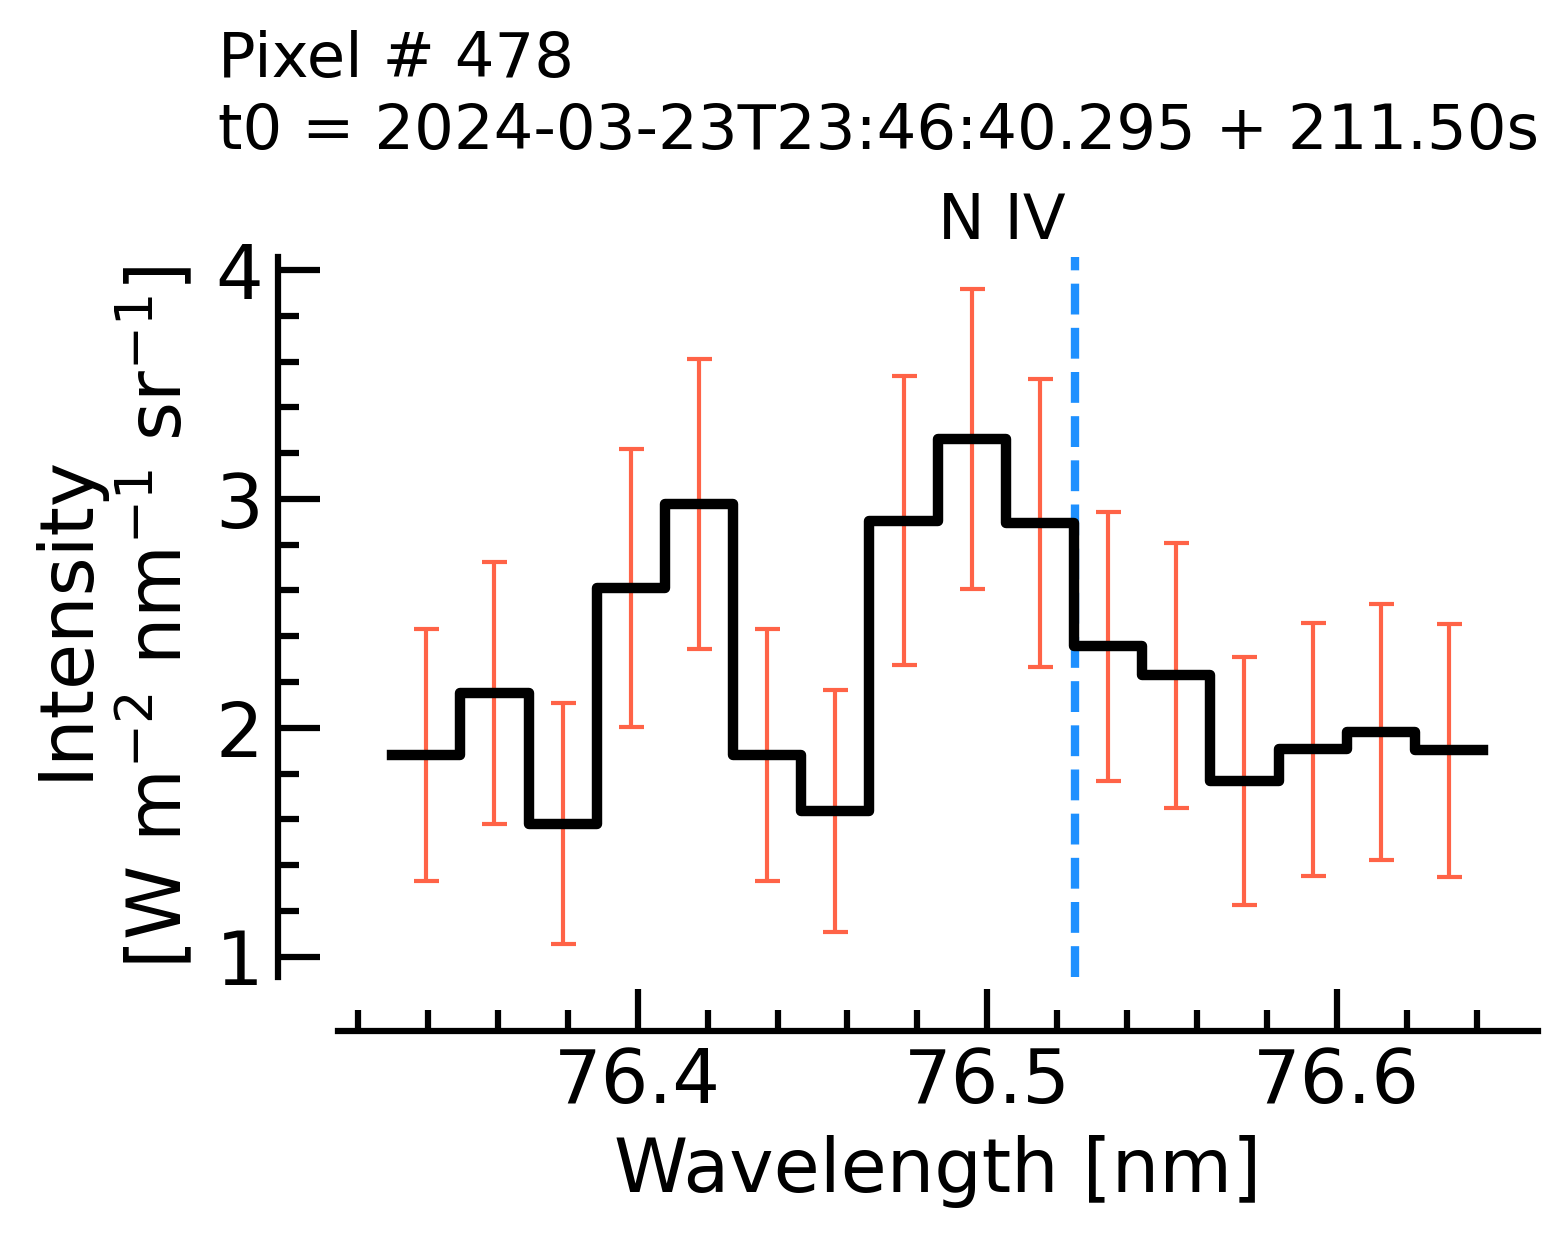 Pixel # 478
t0 = 2024-03-23T23:46:40.295 + 211.50s
N IV
Intensity
[W m⁻² nm⁻¹ sr⁻¹]
4
3
2
1
76.4 76.5 76.6
Wavelength [nm]